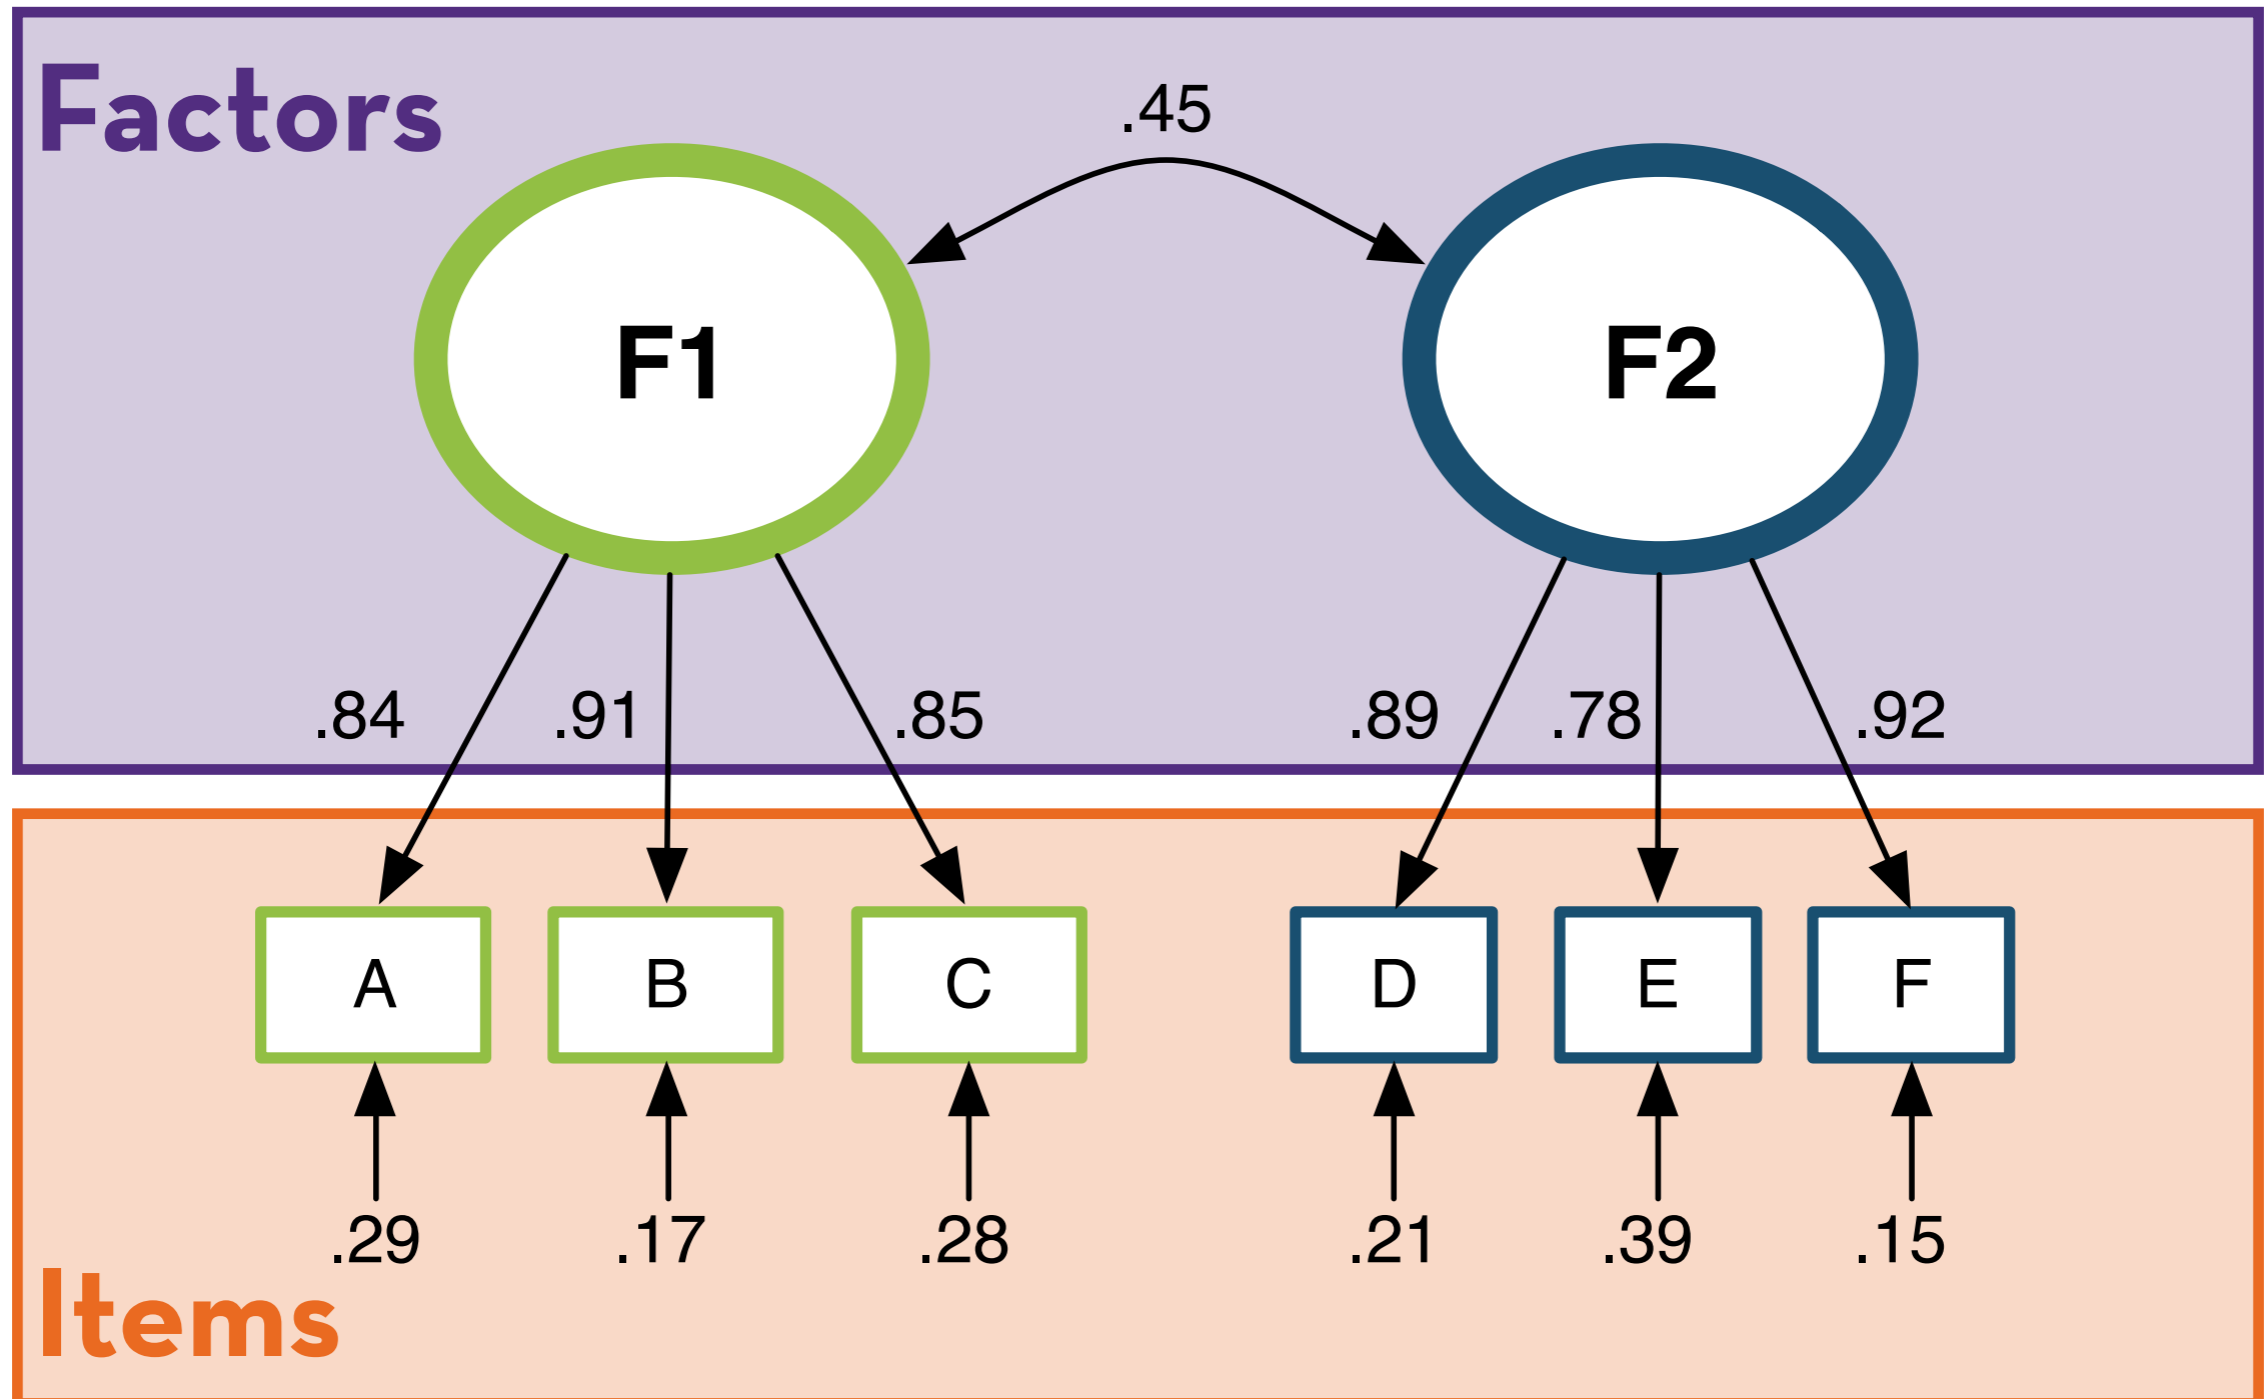 Factors
.45
F1 F2
.84 .91 .85 .89 .78 .92
A B C D E F
.29 .17 .28 .21 .39 .15
Items